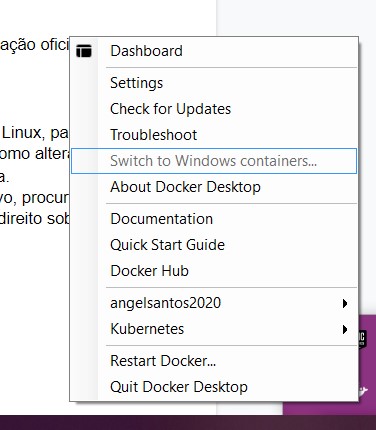 ação ofici
Dashboard
Settings
Check for Updates
Linux, pa
Troubleshoot
omo altera
Switch to Windows containers...
a.
About Docker Desktop
vo, procur
direito sob
Documentation
Quick Start Guide
Docker Hub
angelsantos2020
Kubernetes
Restart Docker...
Quit Docker Desktop